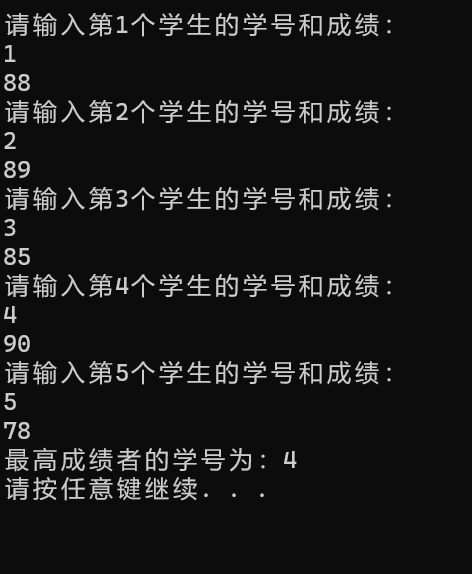 请输入第1个学生的学号和成绩：
1
88
请输入第2个学生的学号和成绩：
2
89
请输入第3个学生的学号和成绩：
3
85
请输入第4个学生的学号和成绩：
4
90
请输入第5个学生的学号和成绩：
5
78
最高成绩者的学号为：4
请按任意键继续. . .